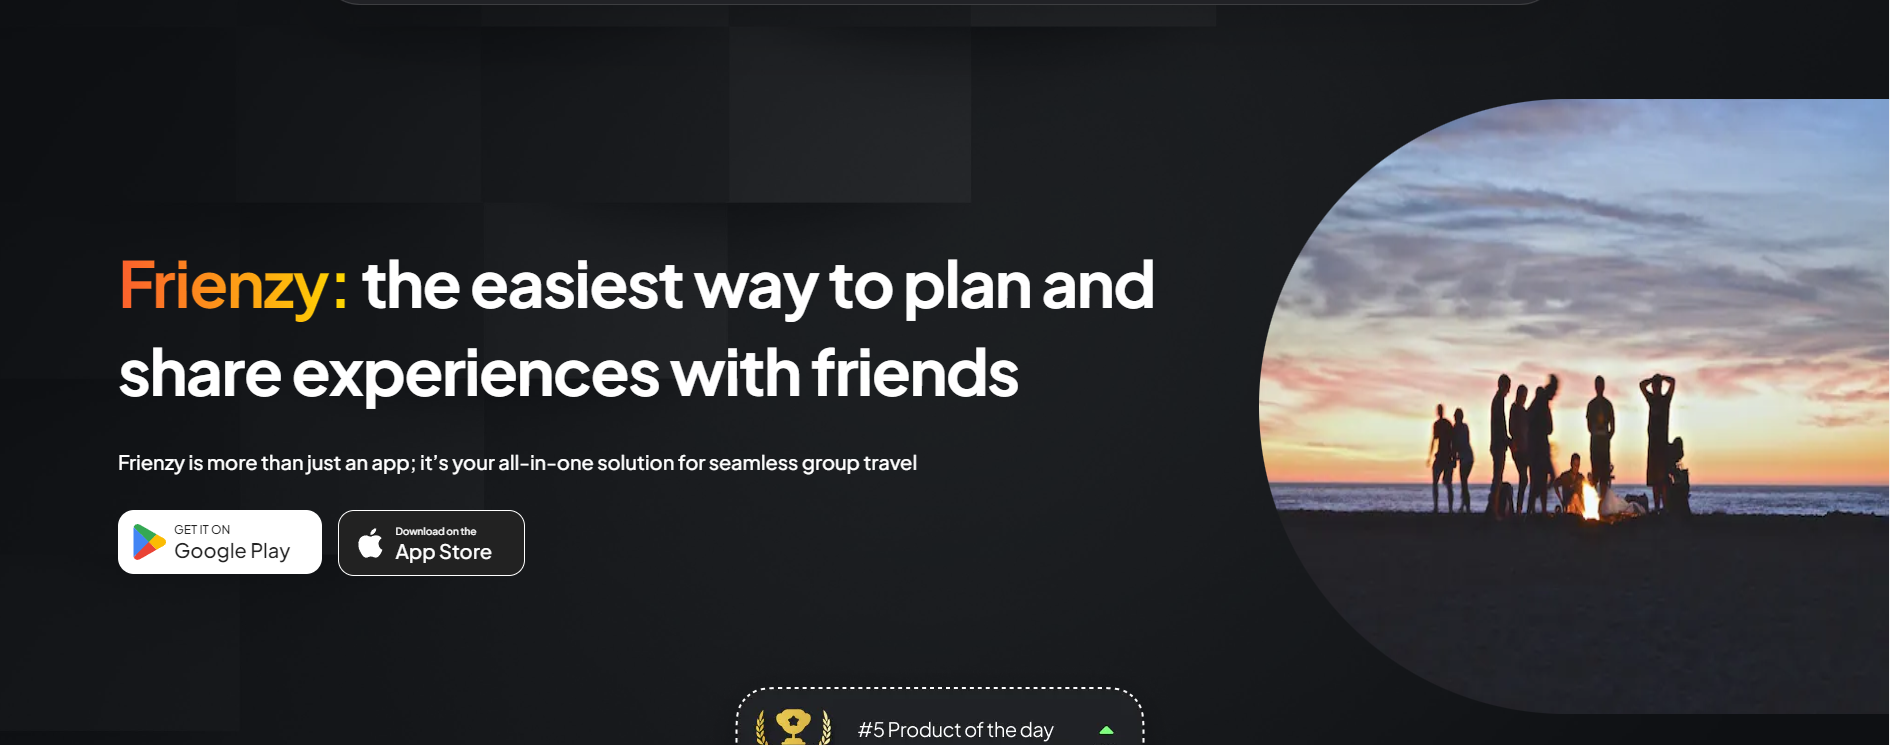 Frienzy: the easiest way to plan and
share experiences with friends
Frienzy is more than just an app; it's your all-in-one solution for seamless group travel
GET IT ON
Google Play
Download on the
App Store
#5 Product of the day